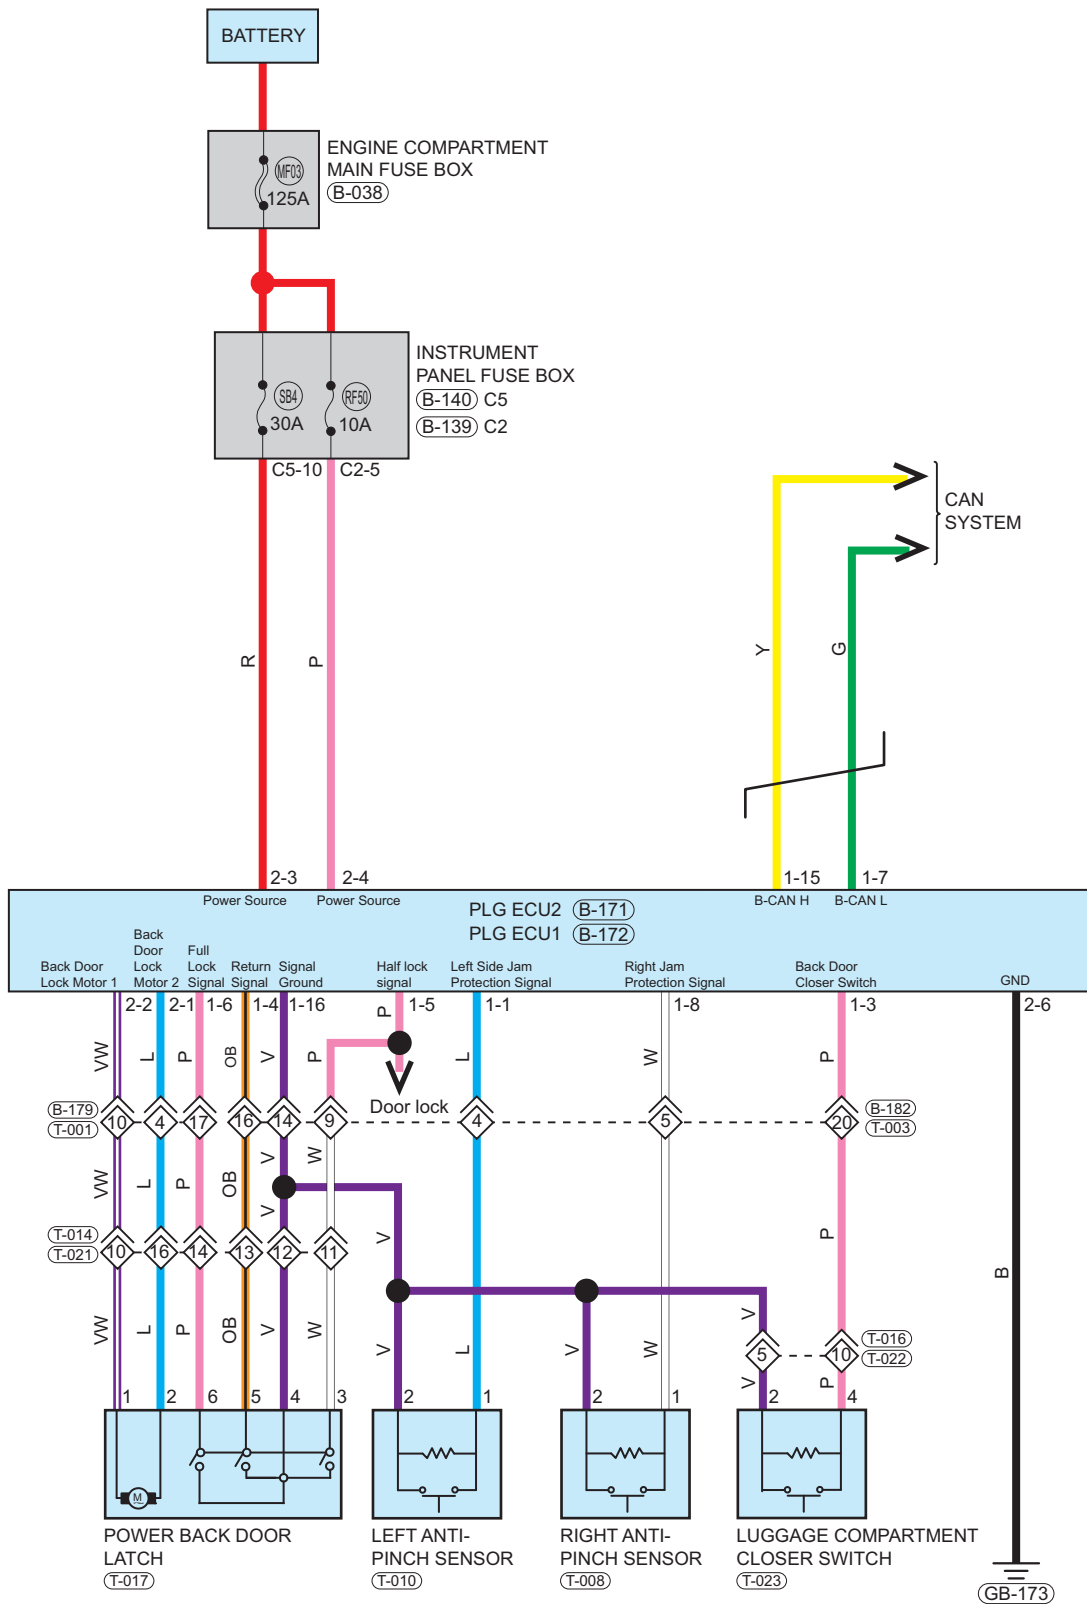 BATTERY
MF03
125A
ENGINE COMPARTMENT
MAIN FUSE BOX
B-038
SB4
30A
RF50
10A
INSTRUMENT
PANEL FUSE BOX
B-140 C5
B-139 C2
C5-10 C2-5
CAN
SYSTEM
R
P
Y
G
2-3
2-4
1-15
1-7
Power Source
Power Source
B-CAN H
B-CAN L
PLG ECU2 B-171
PLG ECU1 B-172
Back Door
Lock Motor 1
Back
Door
Lock
Motor 2
Full
Lock
Signal
Return
Signal
Signal
Ground
Half lock
signal
Left Side Jam
Protection Signal
Right Jam
Protection Signal
Back Door
Closer Switch
GND
2-2
2-1
1-6
1-4
1-16
1-5
1-1
1-8
1-3
2-6
VW
L
P
OB
V
P
P
L
W
P
Door lock
B-179
T-001
10
4
17
16
14
9
4
5
20
B-182
T-003
VW
L
P
OB
V
W
V
V
P
B
T-014
T-021
10
16
14
13
12
11
VW
L
P
OB
V
W
V
L
V
W
V
5
10
T-016
T-022
V
P
1
2
6
5
4
3
2
1
2
1
2
4
M
POWER BACK DOOR
LATCH
T-017
LEFT ANTI-
PINCH SENSOR
T-010
RIGHT ANTI-
PINCH SENSOR
T-008
LUGGAGE COMPARTMENT
CLOSER SWITCH
T-023
GB-173